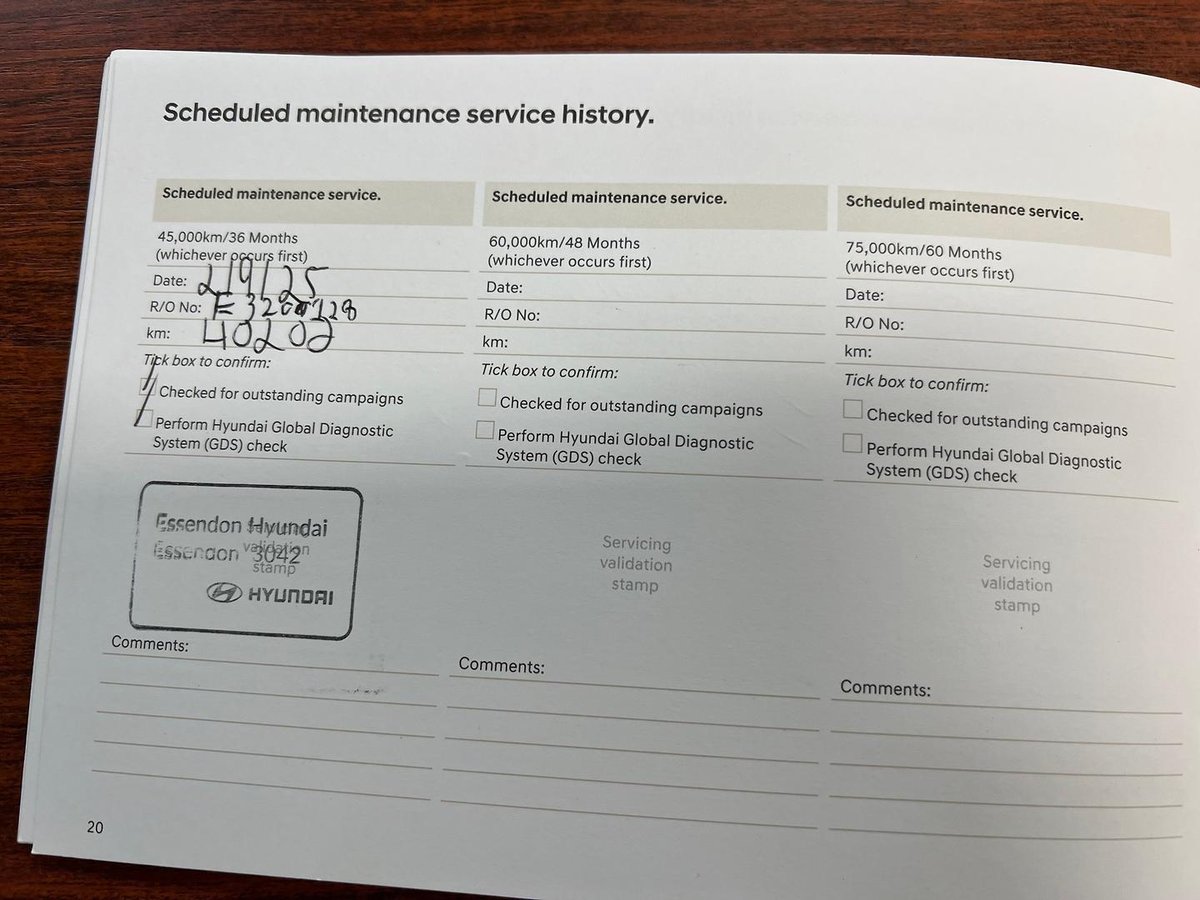 Scheduled maintenance service history.
Scheduled maintenance service.
45,000km/36 Months
(whichever occurs first)
Date: 2/9/25
R/O No:
km: 40202
Tick box to confirm:
Checked for outstanding campaigns
Perform Hyundai Global Diagnostic
System (GDS) check
Essendon Hyundai
Essendon 3042
HYUNDAI
Servicing
validation
stamp
Comments:
Scheduled maintenance service.
60,000km/48 Months
(whichever occurs first)
Date:
R/O No:
km:
Tick box to confirm:
Checked for outstanding campaigns
Perform Hyundai Global Diagnostic
System (GDS) check
Servicing
validation
stamp
Comments:
Scheduled maintenance service.
75,000km/60 Months
(whichever occurs first)
Date:
R/O No:
km:
Tick box to confirm:
Checked for outstanding campaigns
Perform Hyundai Global Diagnostic
System (GDS) check
Servicing
validation
stamp
Comments:
20